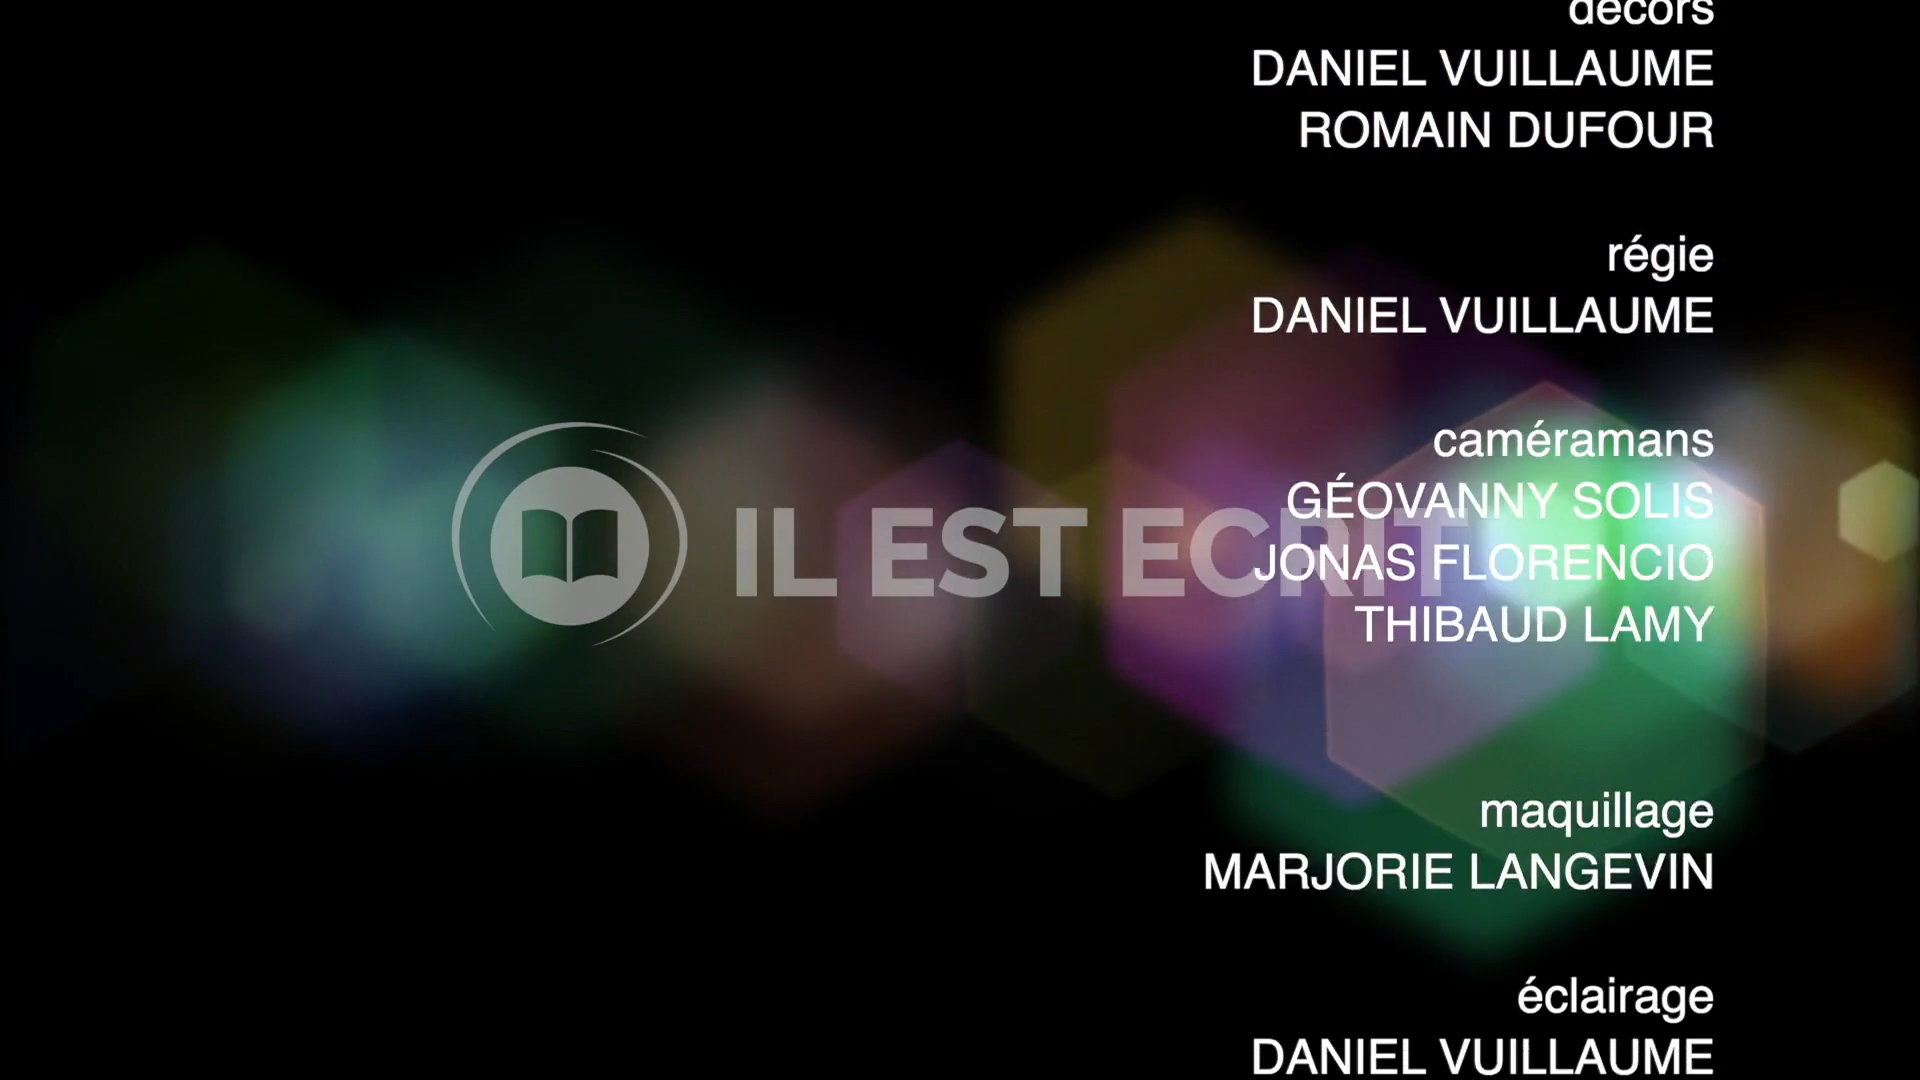 décors
DANIEL VUILLAUME
ROMAIN DUFOUR
régie
DANIEL VUILLAUME
caméramans
GÉOVANNY SOLIS
JONAS FLORENCIO
THIBAUD LAMY
IL EST ECRIT
maquillage
MARJORIE LANGEVIN
éclairage
DANIEL VUILLAUME